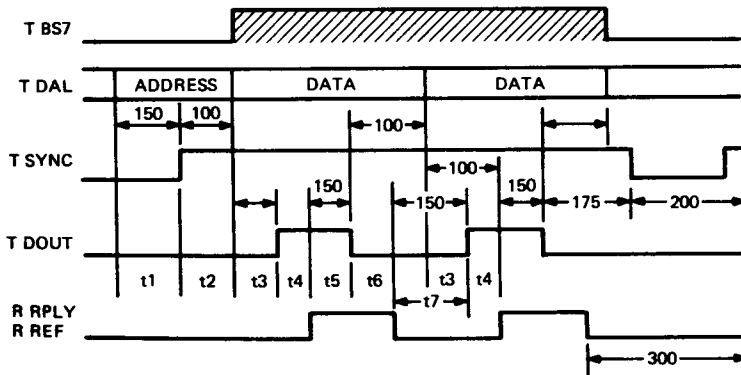 T BS7
T DAL ADDRESS DATA DATA
150 100 100
T SYNC
100
150 150 150 175 200
T DOUT
t1 t2 t3 t4 t5 t6 t3 t4
t7
R RPLY
R REF
300